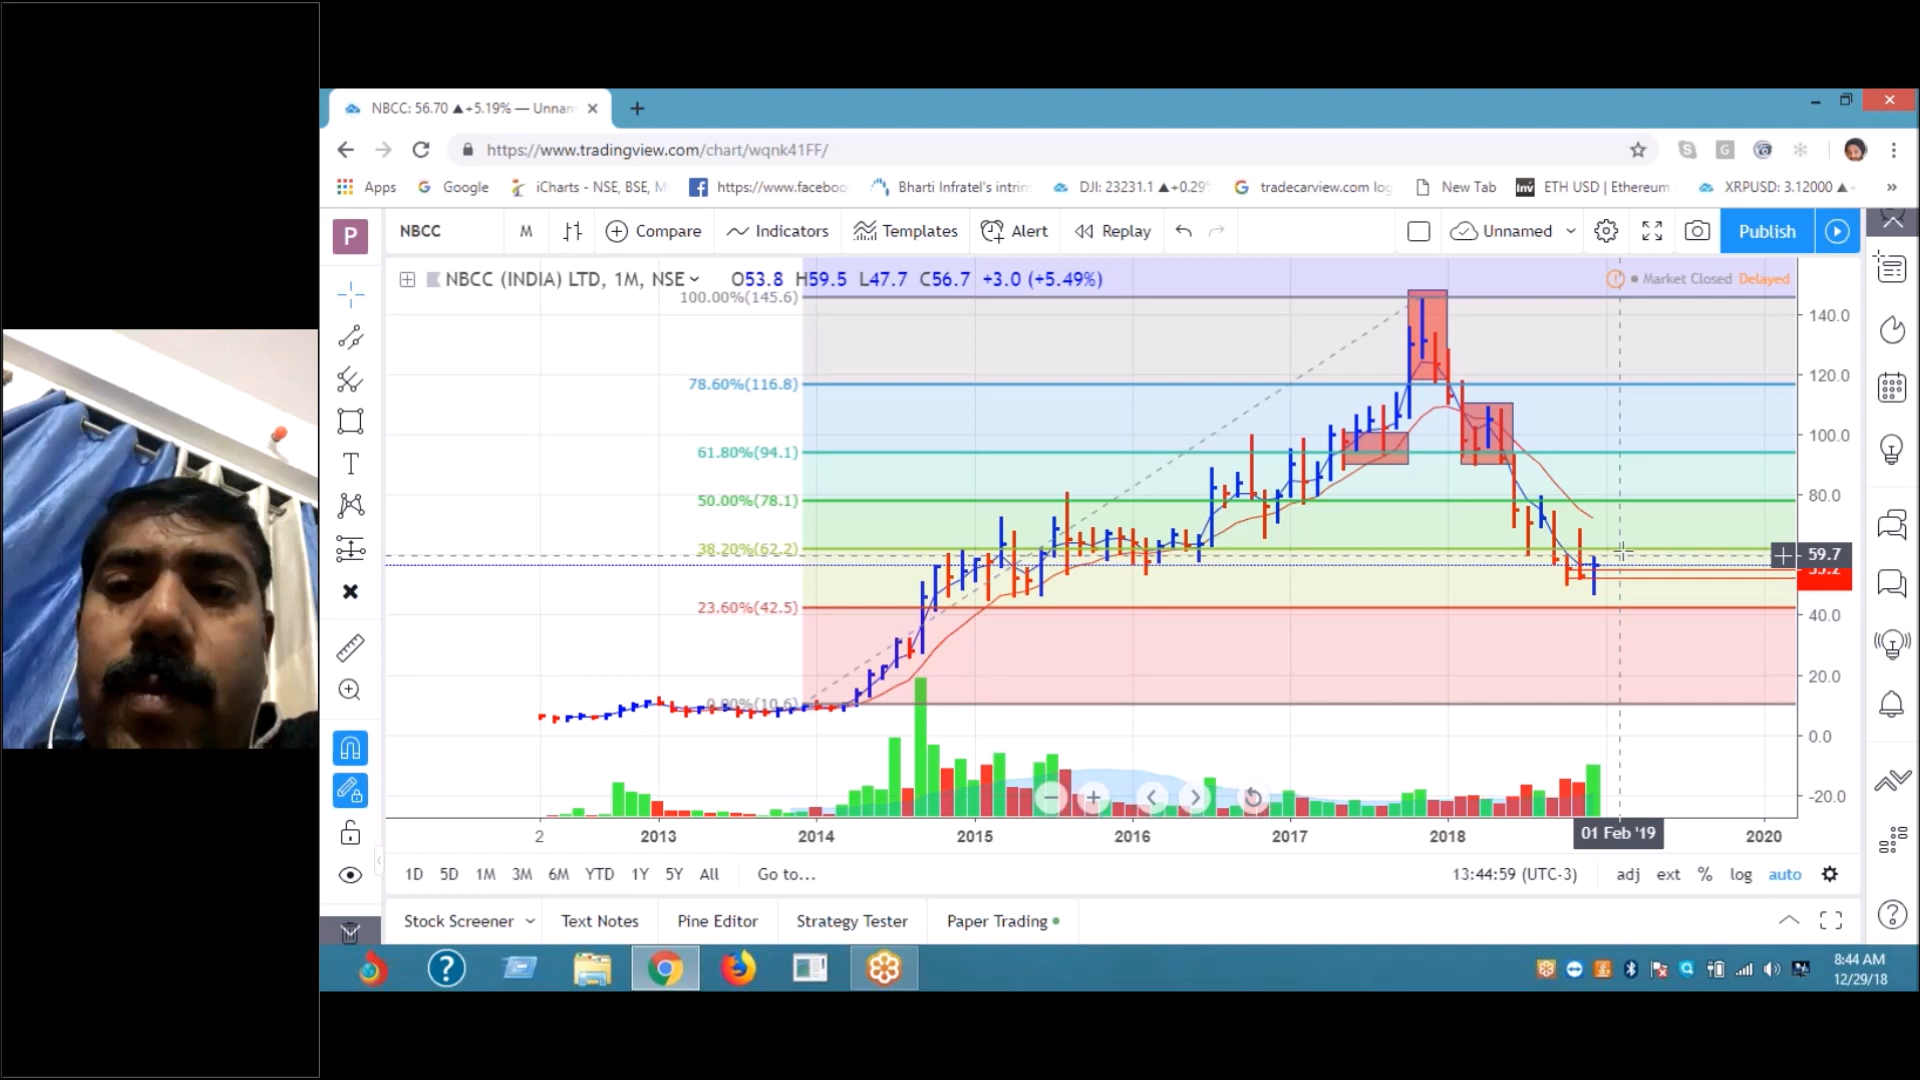 NBCC: 56.70 ▲+5.19% — Unnam
https://www.tradingview.com/chart/wqnk41FF/
Apps Google iCharts - NSE, BSE, M https://www.faceboo Bharti Infratel's intrin DJI: 23231.1 ▲+0.29 tradecarview.com log New Tab Inv ETH USD | Ethereum XRPUSD: 3.12000 ▲ »
P NBCC M Compare Indicators Templates Alert Replay Unnamed Publish
NBCC (INDIA) LTD, 1M, NSE O53.8 H59.5 L47.7 C56.7 +3.0 (+5.49%) Market Closed Delayed
100.00%(145.6)
140.0
78.60%(116.8)
120.0
100.0
61.80%(94.1)
50.00%(78.1)
80.0
38.20%(62.2)
59.7
23.60%(42.5)
40.0
20.0
0.00%(10.6)
0.0
-20.0
2 2013 2014 2015 2016 2017 2018 01 Feb '19 2020
1D 5D 1M 3M 6M YTD 1Y 5Y All Go to... 13:44:59 (UTC-3) adj ext % log auto
Stock Screener Text Notes Pine Editor Strategy Tester Paper Trading
8:44 AM
12/29/18